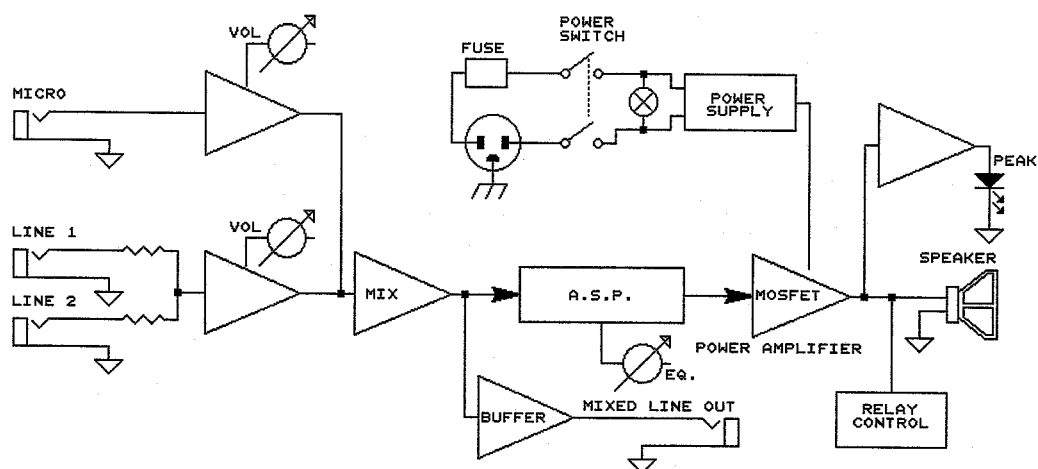 VOL
POWER
SWITCH
FUSE
MICRO
POWER
SUPPLY
PEAK
VOL
LINE 1
LINE 2
MIX
A.S.P.
MOSFET
SPEAKER
POWER AMPLIFIER
EQ.
BUFFER
MIXED LINE OUT
RELAY
CONTROL